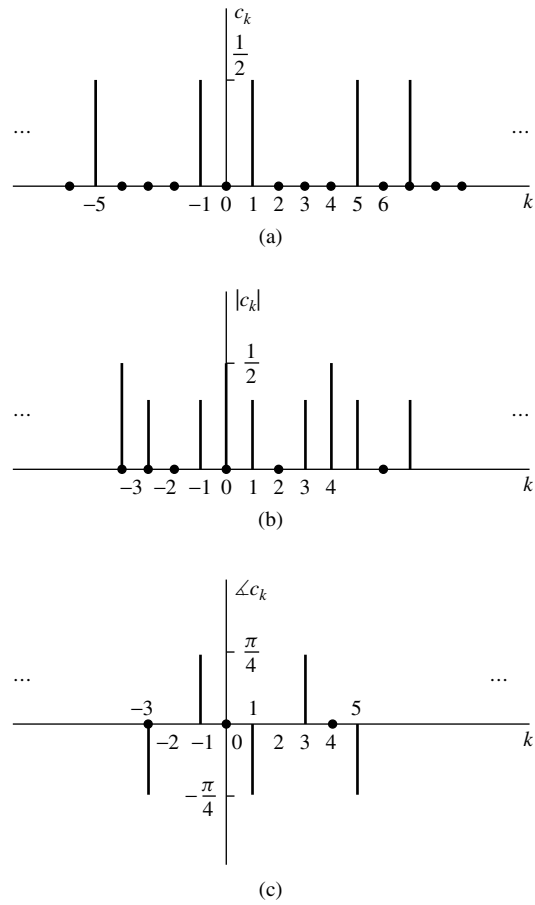 c_k
1/2
... ...
−5 −1 0 1 2 3 4 5 6 k
(a)
|c_k|
1/2
... ...
−3 −2 −1 0 1 2 3 4 k
(b)
∡c_k
π/4
... ...
−3 1 5
−2 −1 0 2 3 4 k
−π/4
(c)